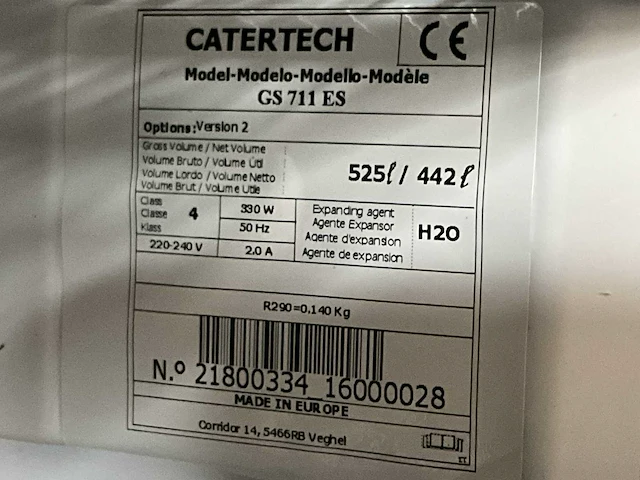 CATERTECH
CE
Model-Modelo-Modello-Modèle
GS 711 ES
Options:Version 2
Gross Volume / Net Volume
Volume Bruto / Volume Útil
Volume Lordo / Volume Netto
Volume Brut / Volume Utile
525ℓ / 442ℓ
Class
Classe
Klass
4
330 W
50 Hz
220-240 V
2.0 A
Expanding agent
Agente Expansor
Agente d'expansion
Agente de expansion
H2O
R290=0.140 Kg
N.º 21800334_16000028
MADE IN EUROPE
Corridor 14, 5466RB Veghel